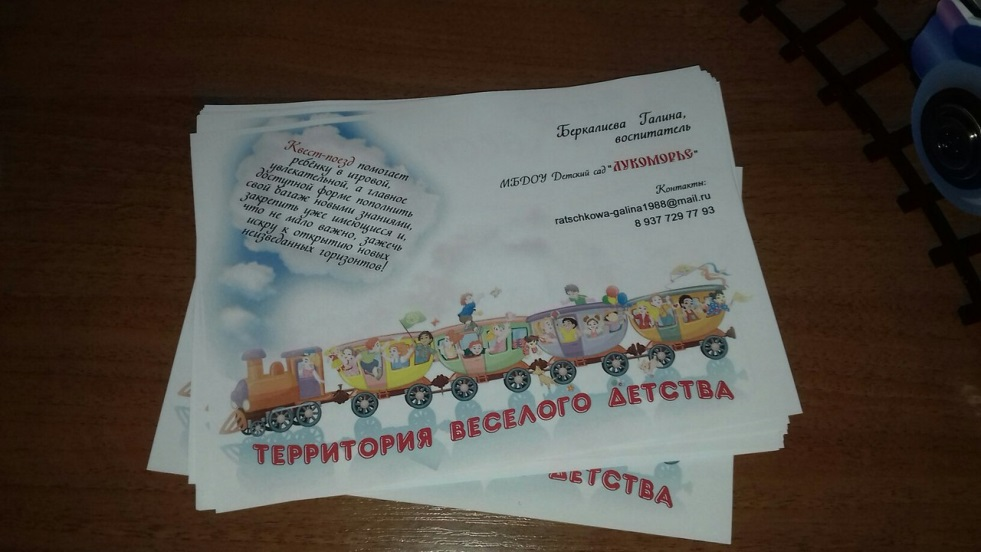 Квест-поезд помогает
ребёнку в игровой,
увлекательной, а главное
доступной форме пополнить
свой багаж новыми знаниями,
закрепить уже имеющиеся и,
что не мало важно, зажечь
искру к открытию новых
неизведанных горизонтов!
Беркалиева Галина,
воспитатель
МБДОУ Детский сад "ЛУКОМОРЬЕ"
Контакты:
ratschkowa-galina1988@mail.ru
8 937 729 77 93
ТЕРРИТОРИЯ ВЕСЕЛОГО ДЕТСТВА
ДЕТСТВА